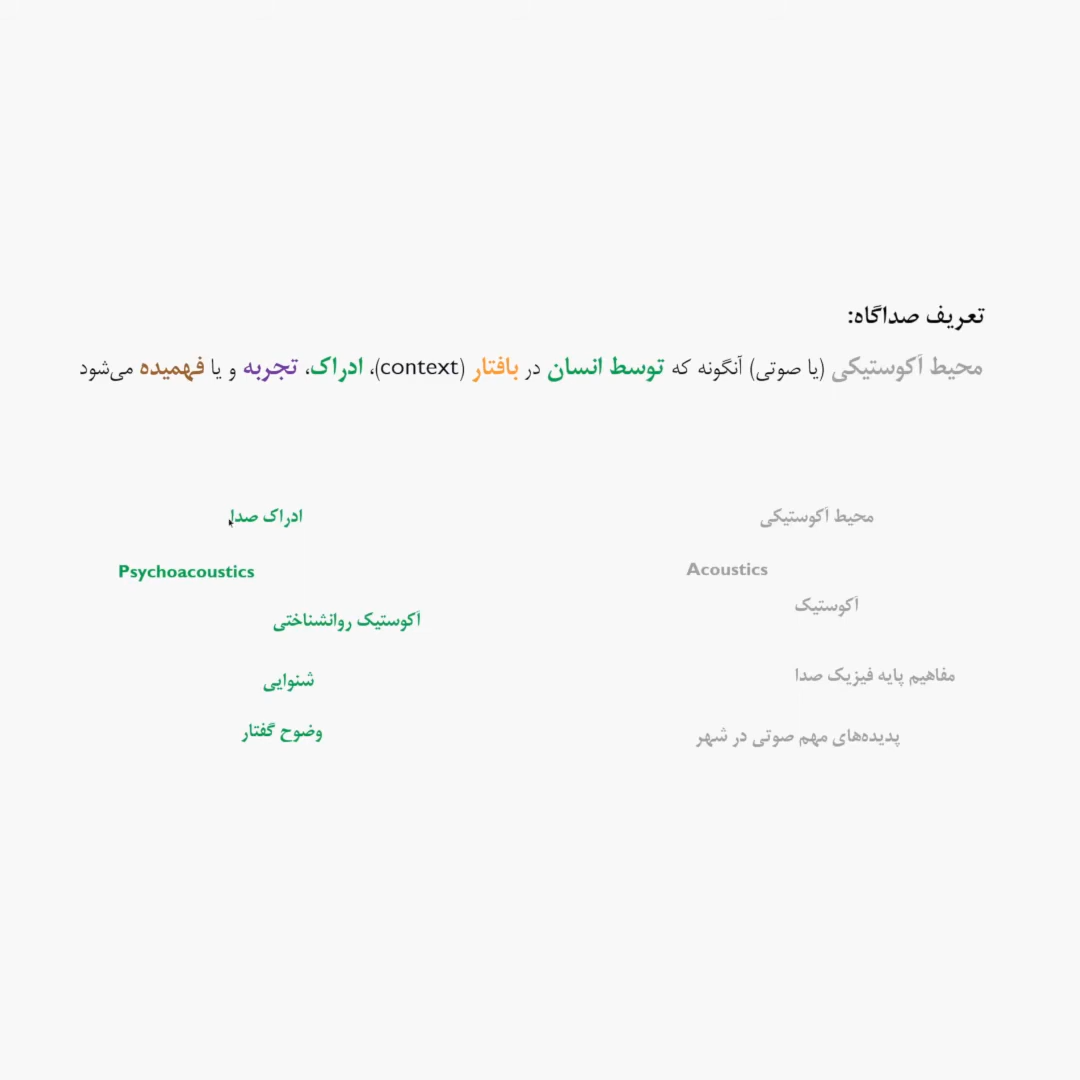 تعریف صداگاه:
محیط آکوستیکی (یا صوتی) آنگونه که توسط انسان در بافتار (context)، ادراک، تجربه و یا فهمیده می‌شود
محیط آکوستیکی
Acoustics
آکوستیک
مفاهیم پایه فیزیک صدا
پدیده‌های مهم صوتی در شهر
ادراک صدا
Psychoacoustics
آکوستیک روانشناختی
شنوایی
وضوح گفتار